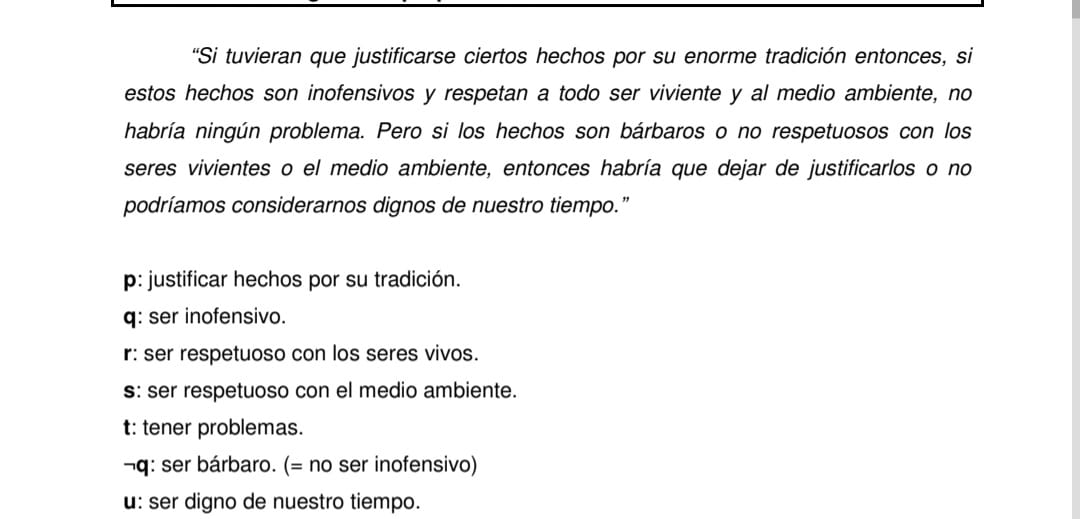 “Si tuvieran que justificarse ciertos hechos por su enorme tradición entonces, si
estos hechos son inofensivos y respetan a todo ser viviente y al medio ambiente, no
habría ningún problema. Pero si los hechos son bárbaros o no respetuosos con los
seres vivientes o el medio ambiente, entonces habría que dejar de justificarlos o no
podríamos considerarnos dignos de nuestro tiempo.”
p: justificar hechos por su tradición.
q: ser inofensivo.
r: ser respetuoso con los seres vivos.
s: ser respetuoso con el medio ambiente.
t: tener problemas.
¬q: ser bárbaro. (= no ser inofensivo)
u: ser digno de nuestro tiempo.